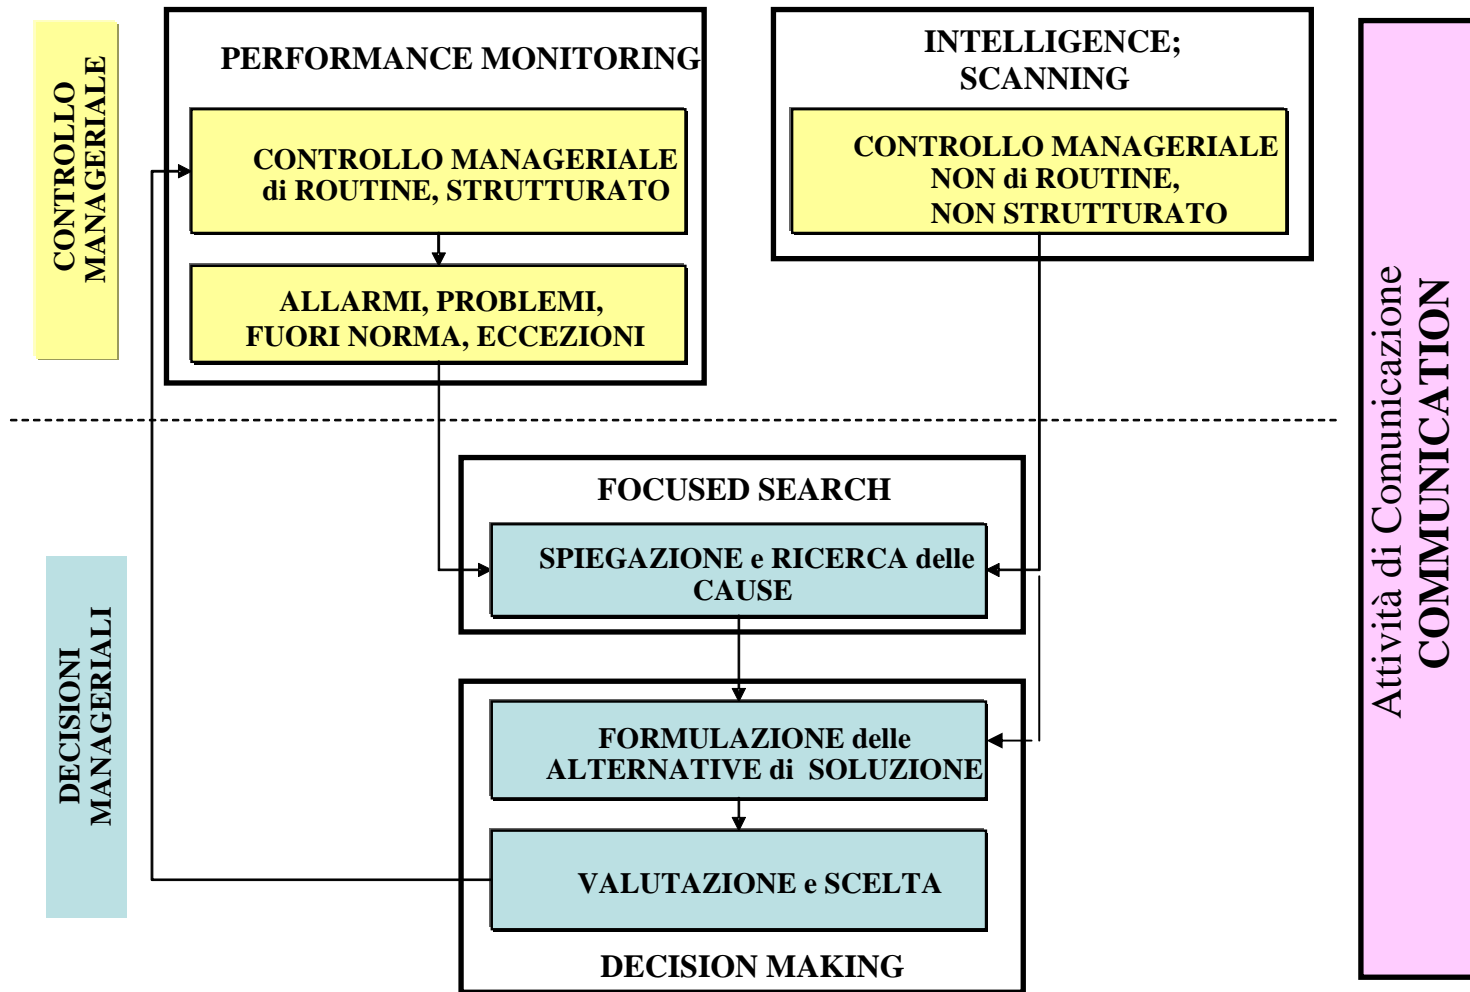 CONTROLLO
MANAGERIALE
PERFORMANCE MONITORING
CONTROLLO MANAGERIALE
di ROUTINE, STRUTTURATO
ALLARMI, PROBLEMI,
FUORI NORMA, ECCEZIONI
INTELLIGENCE;
SCANNING
CONTROLLO MANAGERIALE
NON di ROUTINE,
NON STRUTTURATO
DECISIONI
MANAGERIALI
FOCUSED SEARCH
SPIEGAZIONE e RICERCA delle
CAUSE
FORMULAZIONE delle
ALTERNATIVE di SOLUZIONE
VALUTAZIONE e SCELTA
DECISION MAKING
Attività di Comunicazione
COMMUNICATION